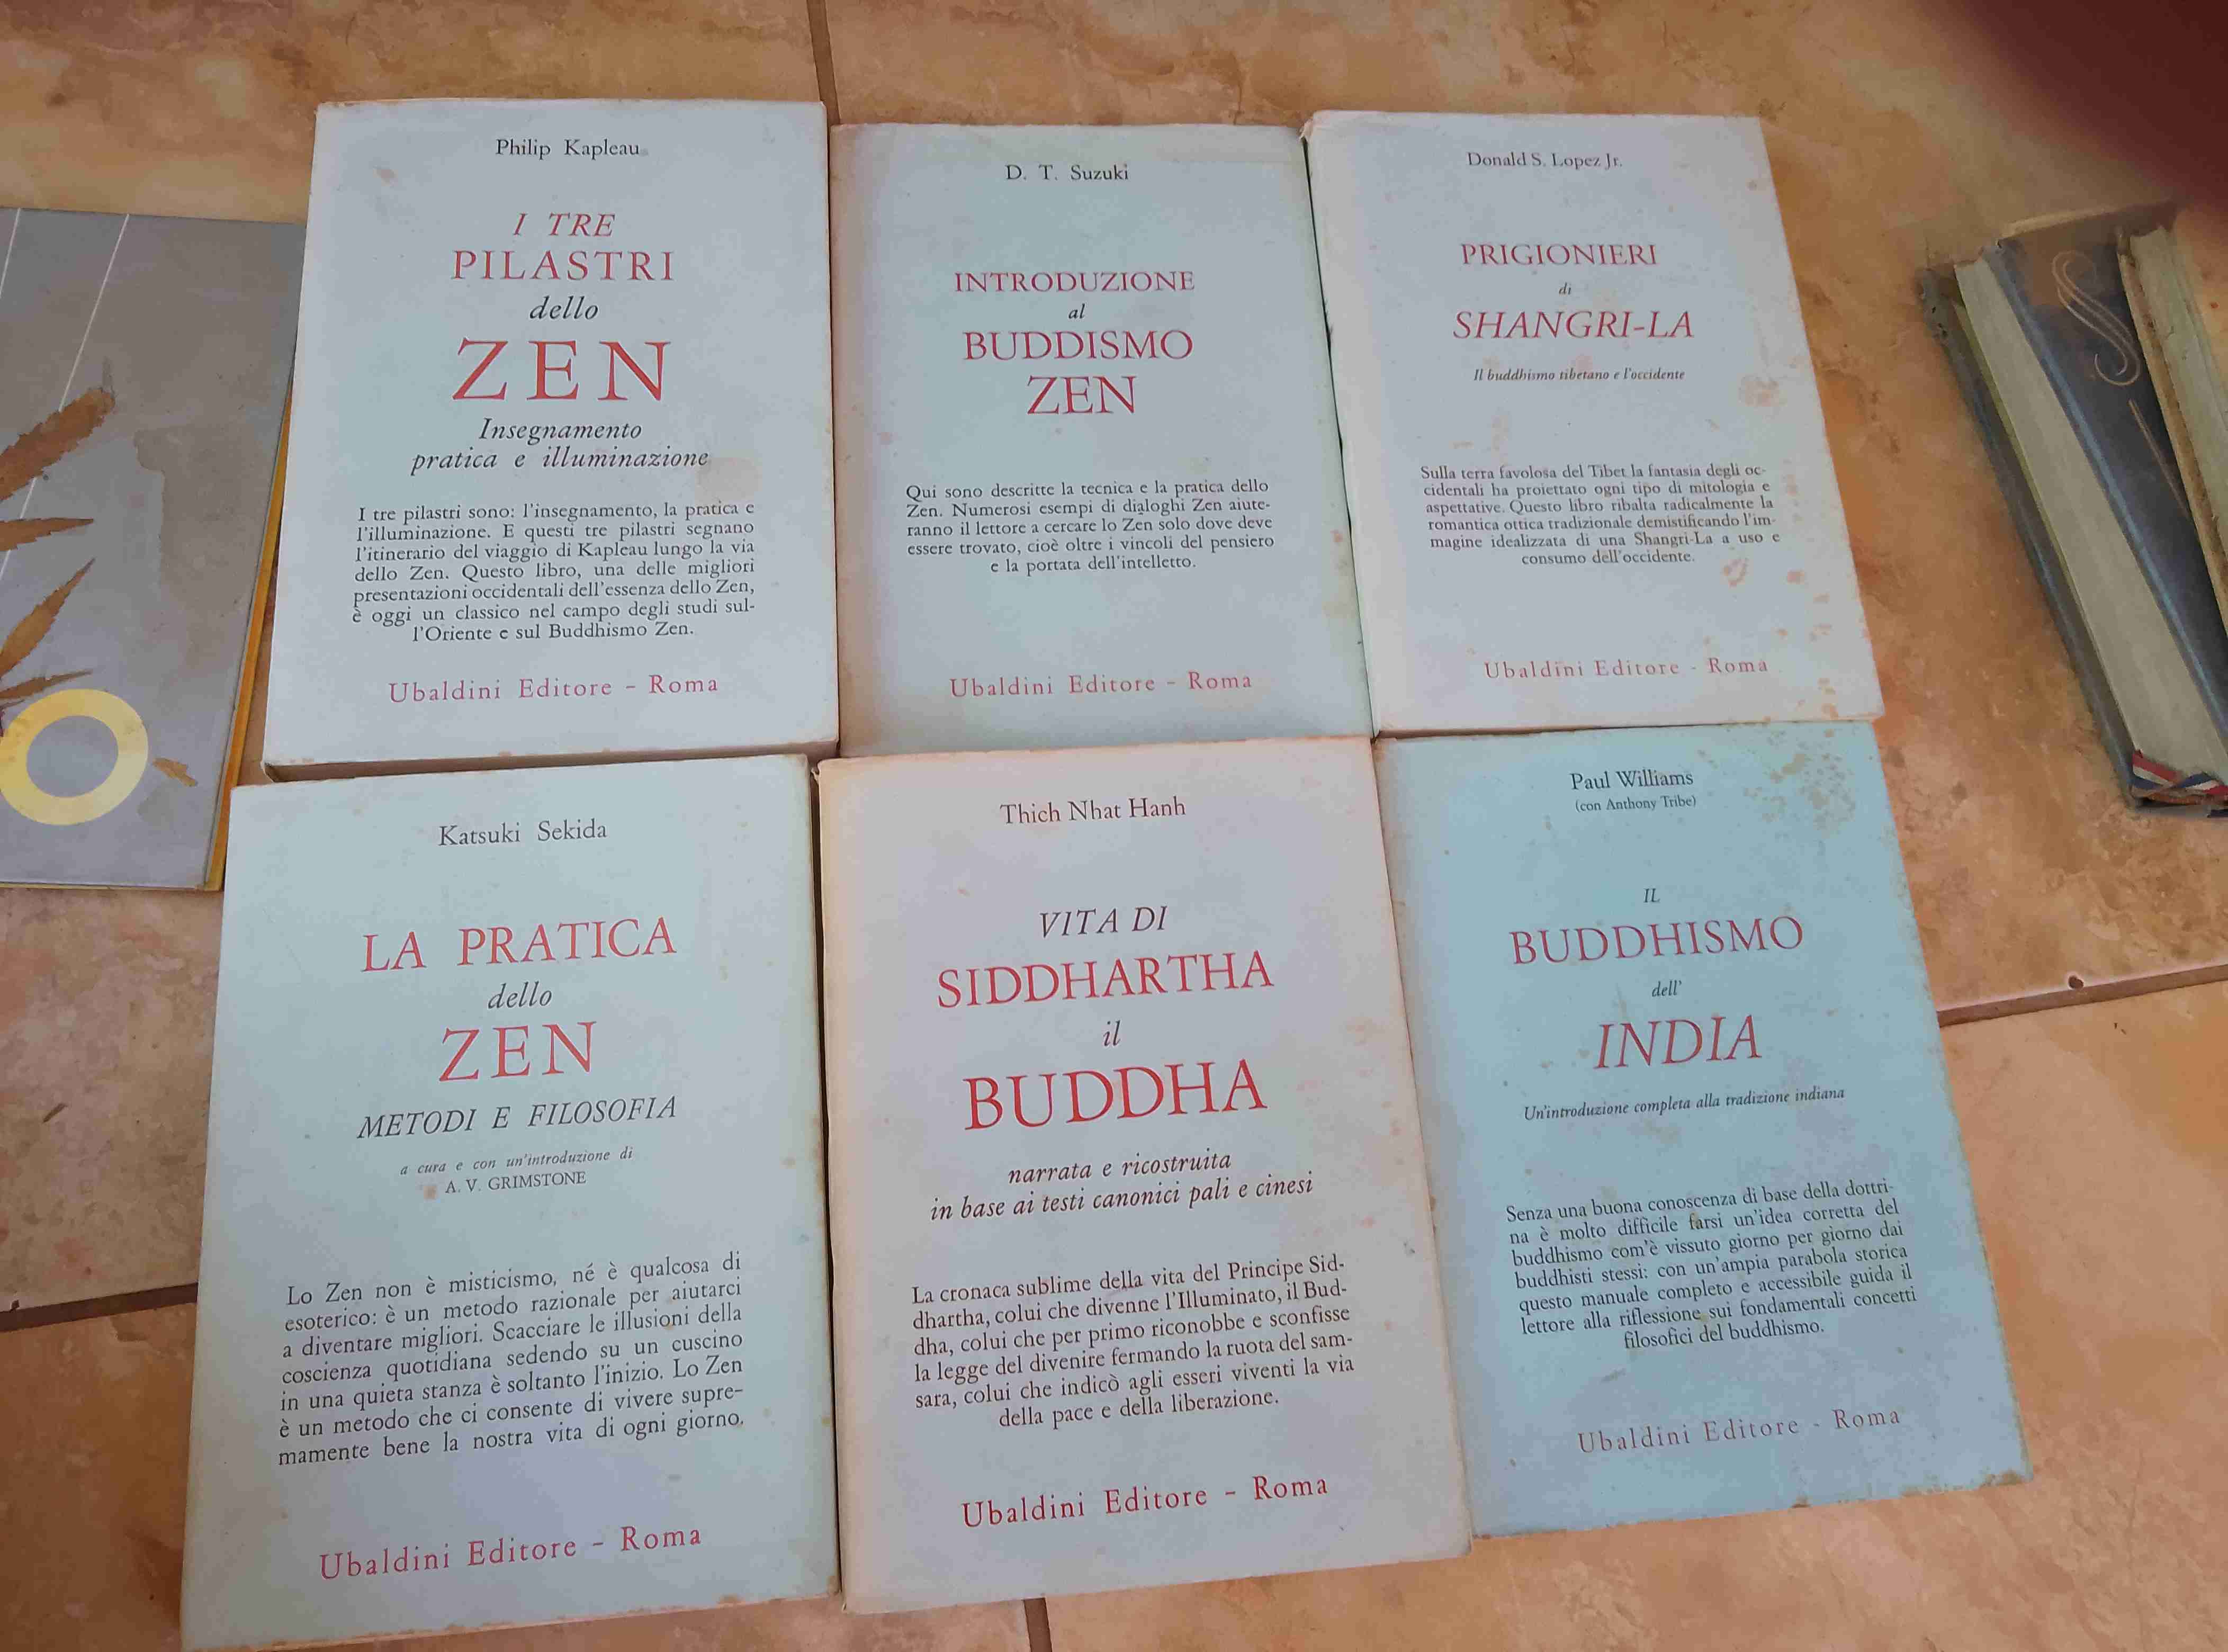 Philip Kapleau
I TRE
PILASTRI
dello
ZEN
Insegnamento
pratica e illuminazione
I tre pilastri sono: l'insegnamento, la pratica e
l'illuminazione. E questi tre pilastri segnano
l'itinerario del viaggio di Kapleau lungo la via
dello Zen. Questo libro, una delle migliori
presentazioni occidentali dell'essenza dello Zen,
è oggi un classico nel campo degli studi sul-
l'Oriente e sul Buddhismo Zen.
Ubaldini Editore - Roma
D. T. Suzuki
INTRODUZIONE
al
BUDDISMO
ZEN
Qui sono descritte la tecnica e la pratica dello
Zen. Numerosi esempi di dialoghi Zen aiute-
ranno il lettore a cercare lo Zen solo dove deve
essere trovato, cioè oltre i vincoli del pensiero
e la portata dell'intelletto.
Ubaldini Editore - Roma
Donald S. Lopez Jr.
PRIGIONIERI
di
SHANGRI-LA
Il buddhismo tibetano e l'occidente
Sulla terra favolosa del Tibet la fantasia degli oc-
cidentali ha proiettato ogni tipo di mitologia e
aspettative. Questo libro ribalta radicalmente la
romantica ottica tradizionale demistificando l'im-
magine idealizzata di una Shangri-La a uso e
consumo dell'occidente.
Ubaldini Editore - Roma
Katsuki Sekida
LA PRATICA
dello
ZEN
METODI E FILOSOFIA
a cura e con un'introduzione di
A. V. GRIMSTONE
Lo Zen non è misticismo, né è qualcosa di
esoterico: è un metodo razionale per aiutarci
a diventare migliori. Scacciare le illusioni della
coscienza quotidiana sedendo su un cuscino
in una quieta stanza è soltanto l'inizio. Lo Zen
è un metodo che ci consente di vivere supre-
mamente bene la nostra vita di ogni giorno.
Ubaldini Editore - Roma
Thich Nhat Hanh
VITA DI
SIDDHARTHA
il
BUDDHA
narrata e ricostruita
in base ai testi canonici pali e cinesi
La cronaca sublime della vita del Principe Sid-
dhartha, colui che divenne l'Illuminato, il Bud-
dha, colui che per primo riconobbe e sconfisse
la legge del divenire fermando la ruota del sam-
sara, colui che indicò agli esseri viventi la via
della pace e della liberazione.
Ubaldini Editore - Roma
Paul Williams
(con Anthony Tribe)
IL
BUDDHISMO
dell'
INDIA
Un'introduzione completa alla tradizione indiana
Senza una buona conoscenza di base della dottri-
na è molto difficile farsi un'idea corretta del
buddhismo com'è vissuto giorno per giorno dai
buddhisti stessi: con un'ampia parabola storica
questo manuale completo e accessibile guida il
lettore alla riflessione sui fondamentali concetti
filosofici del buddhismo.
Ubaldini Editore - Roma